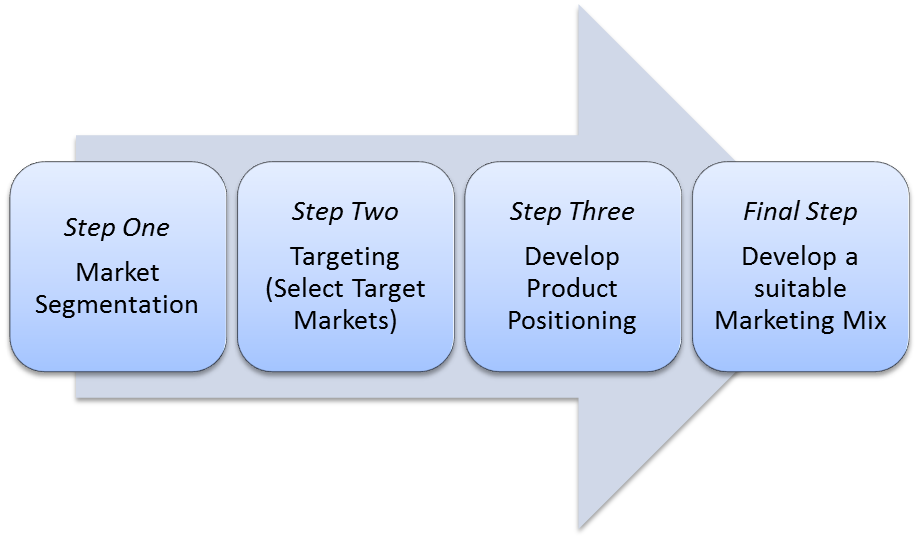 Step One
Market
Segmentation
Step Two
Targeting
(Select Target
Markets)
Step Three
Develop
Product
Positioning
Final Step
Develop a
suitable
Marketing Mix